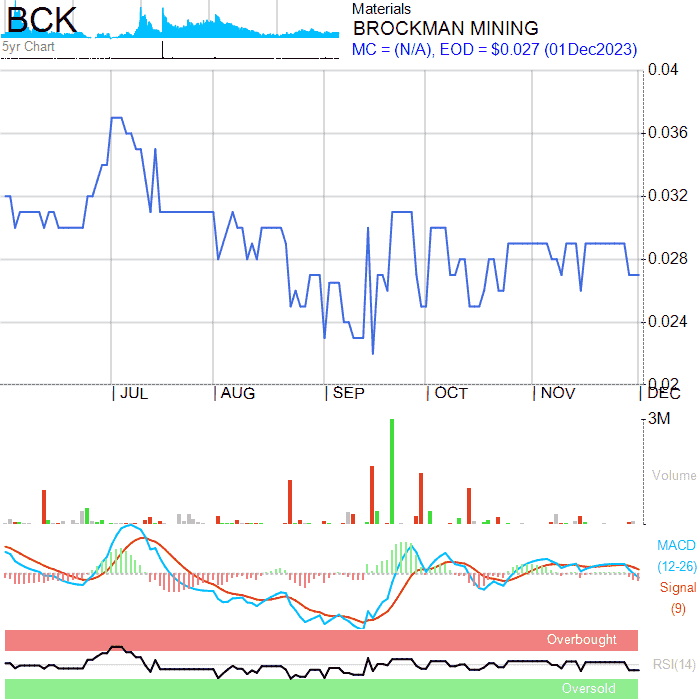 BCK
5yr Chart
Materials
BROCKMAN MINING
MC = (N/A), EOD = $0.027 (01Dec2023)
0.04
0.036
0.032
0.028
0.024
0.02
JUL AUG SEP OCT NOV DEC
3M
Volume
MACD
(12-26)
Signal
(9)
Overbought
RSI(14)
Oversold